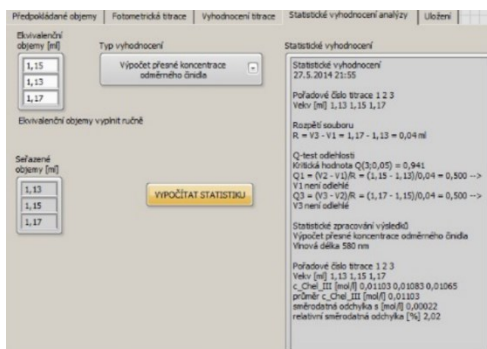 Předpokládané objemy
Fotometrická titrace
Vyhodnocení titrace
Statistické vyhodnocení analýzy
Uložení
Ekvivalenční
objemy [ml]
1,15
1,13
1,17
Ekvivalenční objemy vyplnit ručně
Typ vyhodnocení
Výpočet přesné koncentrace
odměrného činidla
Seřazené
objemy [ml]
1,13
1,15
1,17
VYPOČÍTAT STATISTIKU
Statistické vyhodnocení
Statistické vyhodnocení
27.5.2014 21:55
Pořadové číslo titrace 1 2 3
Vekv [ml] 1,13 1,15 1,17
Rozpětí souboru
R = V3 - V1 = 1,17 - 1,13 = 0,04 ml
Q-test odlehlosti
Kritická hodnota Q(3;0,05) = 0,941
Q1 = (V2 - V1)/R = (1,15 - 1,13)/0,04 = 0,500 -->
V1 není odlehlé
Q3 = (V3 - V2)/R = (1,17 - 1,15)/0,04 = 0,500 -->
V3 není odlehlé
Statistické zpracování výsledků
Výpočet přesné koncentrace odměrného činidla
Vlnová délka 580 nm
Pořadové číslo titrace 1 2 3
Vekv [ml] 1,13 1,15 1,17
c_Chel_III [mol/l] 0,01103 0,01083 0,01065
průměr c_Chel_III [mol/l] 0,01103
směrodatná odchylka s [mol/l] 0,00022
relativní směrodatná odchylka [%] 2,02